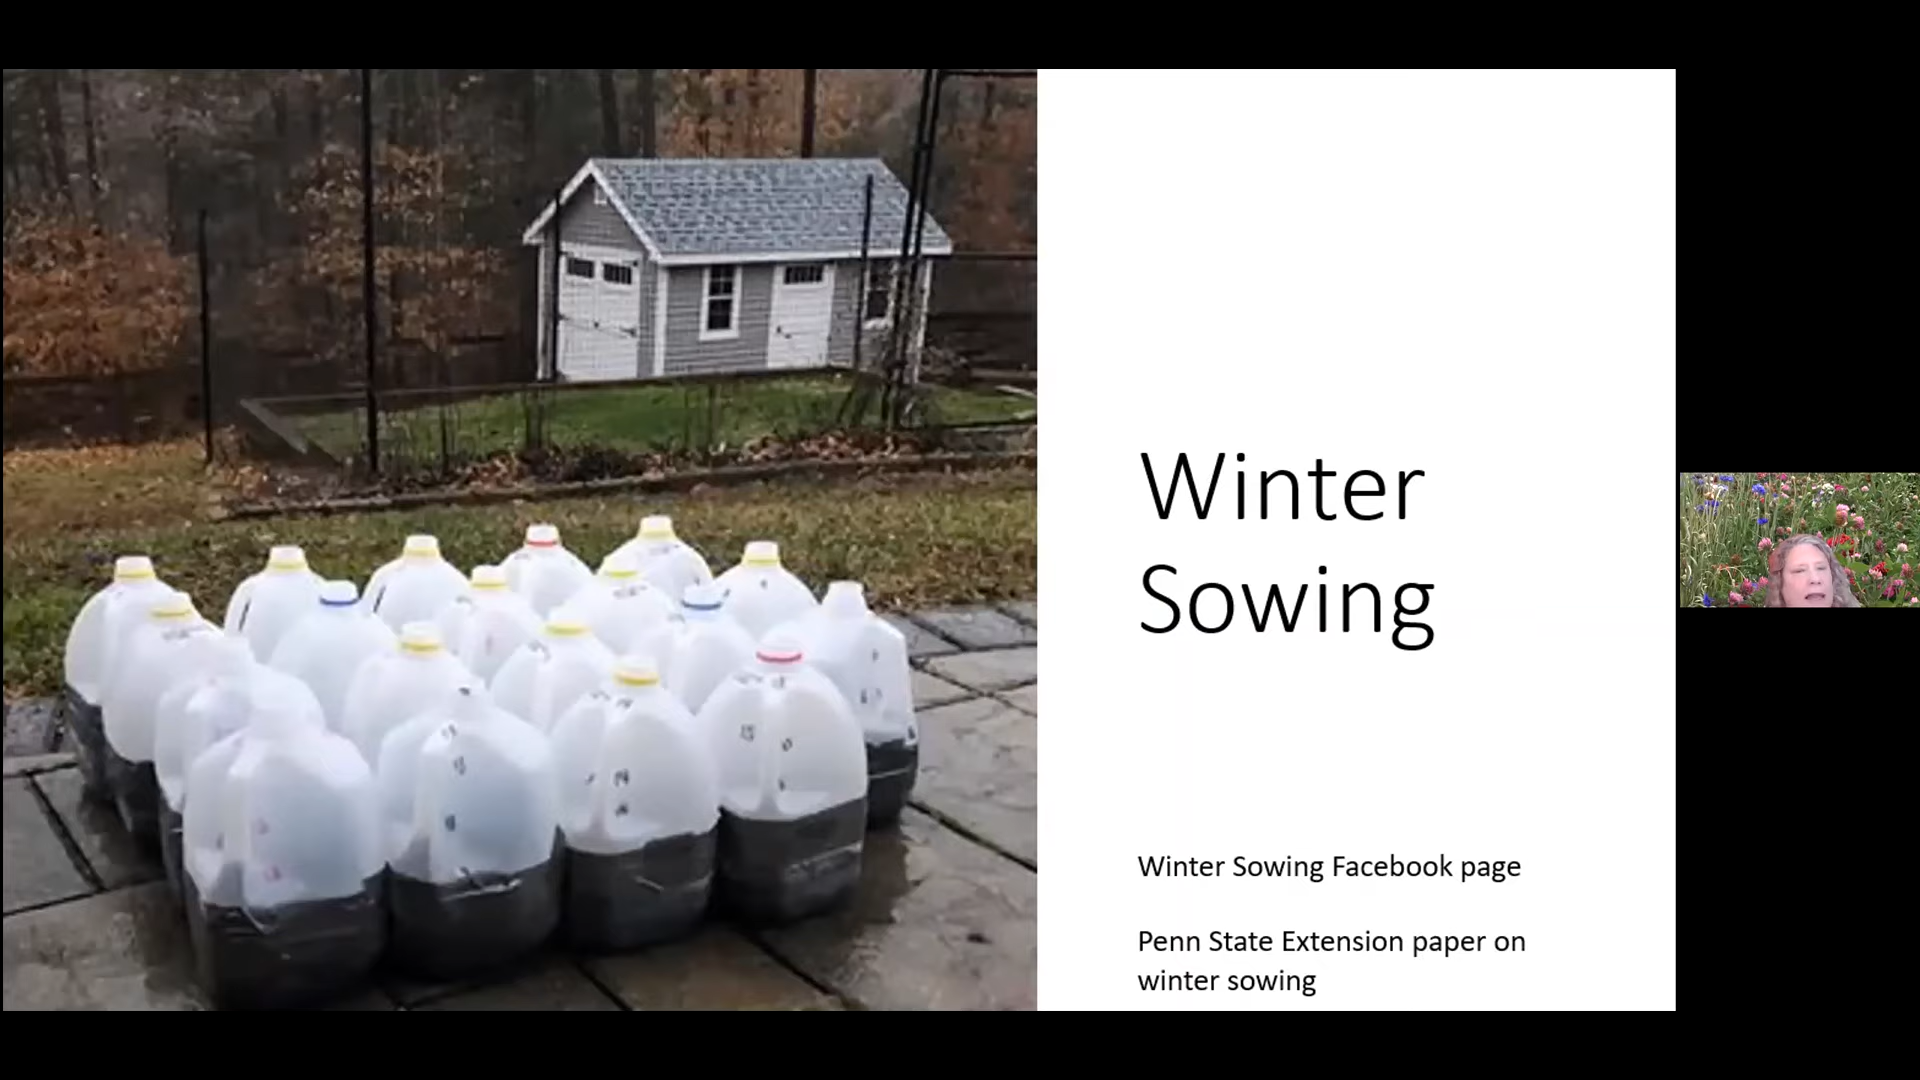 Winter
Sowing
Winter Sowing Facebook page
Penn State Extension paper on
winter sowing